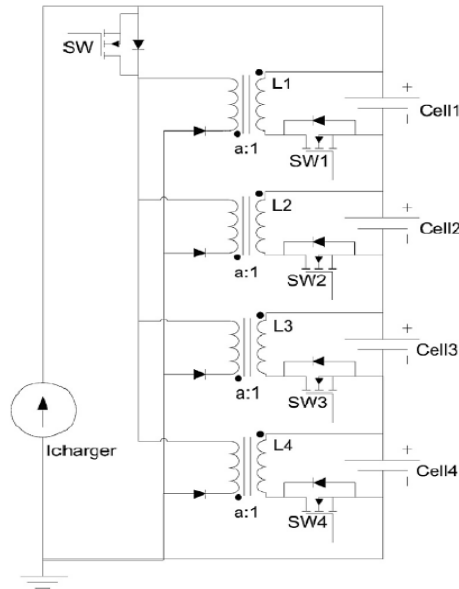 SW
L1
+
Cell1
a:1
SW1
L2
+
Cell2
a:1
SW2
L3
+
Cell3
a:1
SW3
Icharger
L4
+
Cell4
a:1
SW4